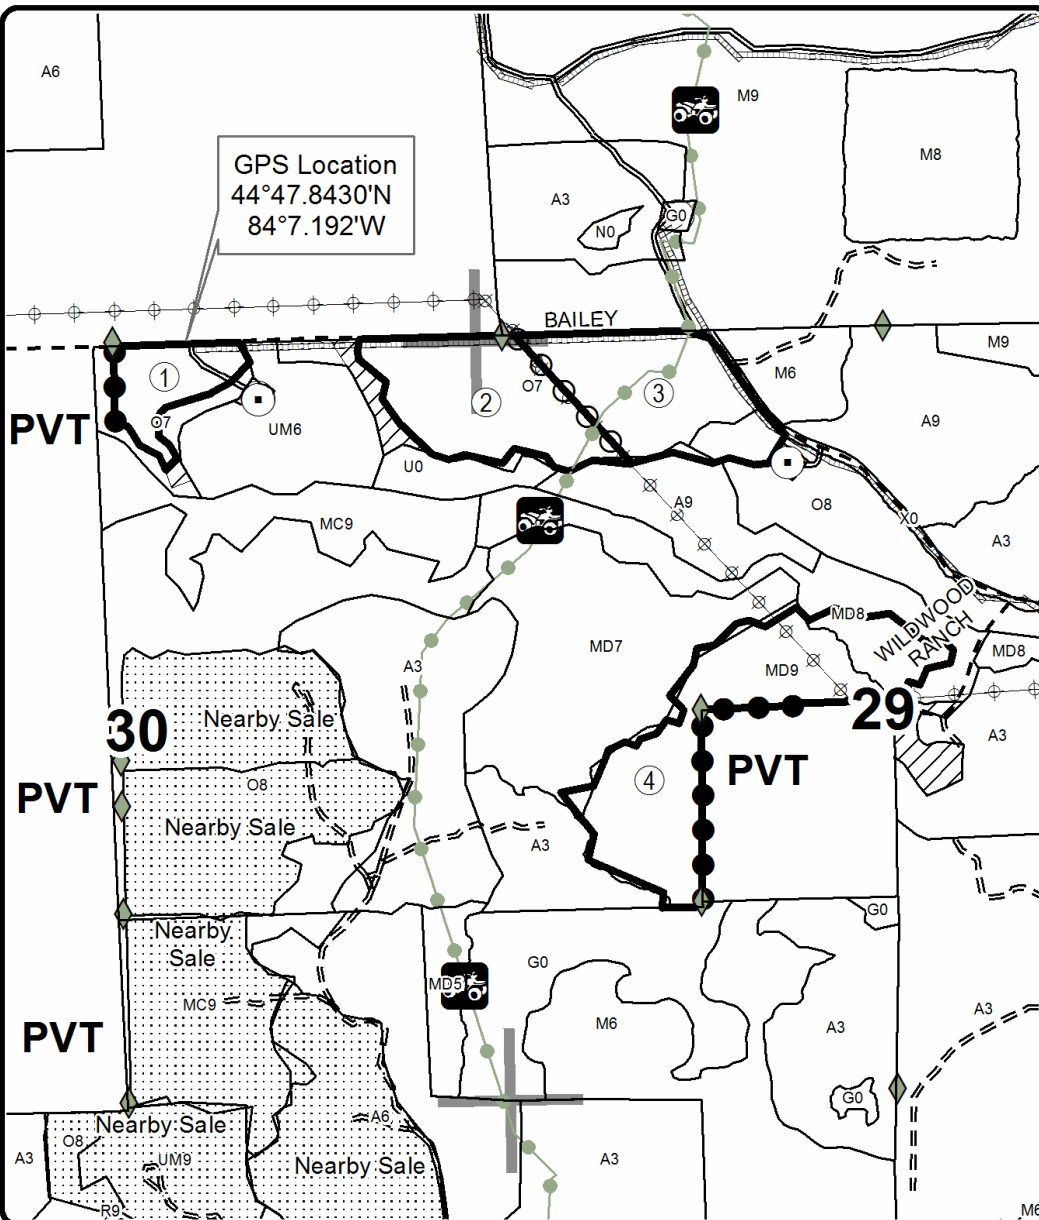 A6
M9
M8
GPS Location
44°47.8430'N
84°7.192'W
A3
N0
G0
BAILEY
M9
M6
1
2
O7
3
A9
PVT
O7
UM6
U0
A9
O8
MC9
X0
A3
WILDWOOD
RANCH
MD8
MD7
MD9
MD8
A3
30
Nearby Sale
29
A3
PVT
4
PVT
O8
Nearby Sale
A3
Nearby
Sale
G0
G0
MD5
MC9
M6
A3
A3
PVT
G0
A6
Nearby Sale
O8
A3
UM9
Nearby Sale
A3
R9
M6